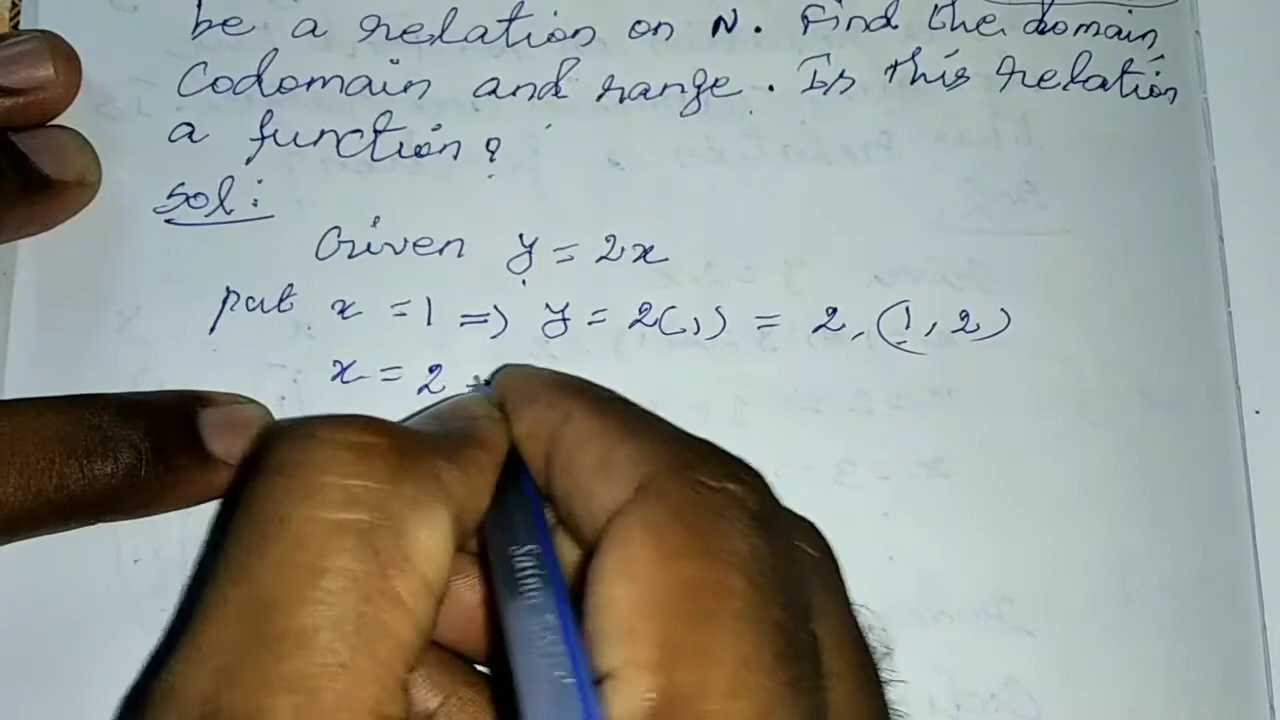 be a relation on N. Find the domain,
Codomain and range. Is this relation
a function?
Sol:
Given y = 2x
put x = 1 => y = 2(1) = 2, (1, 2)
x = 2